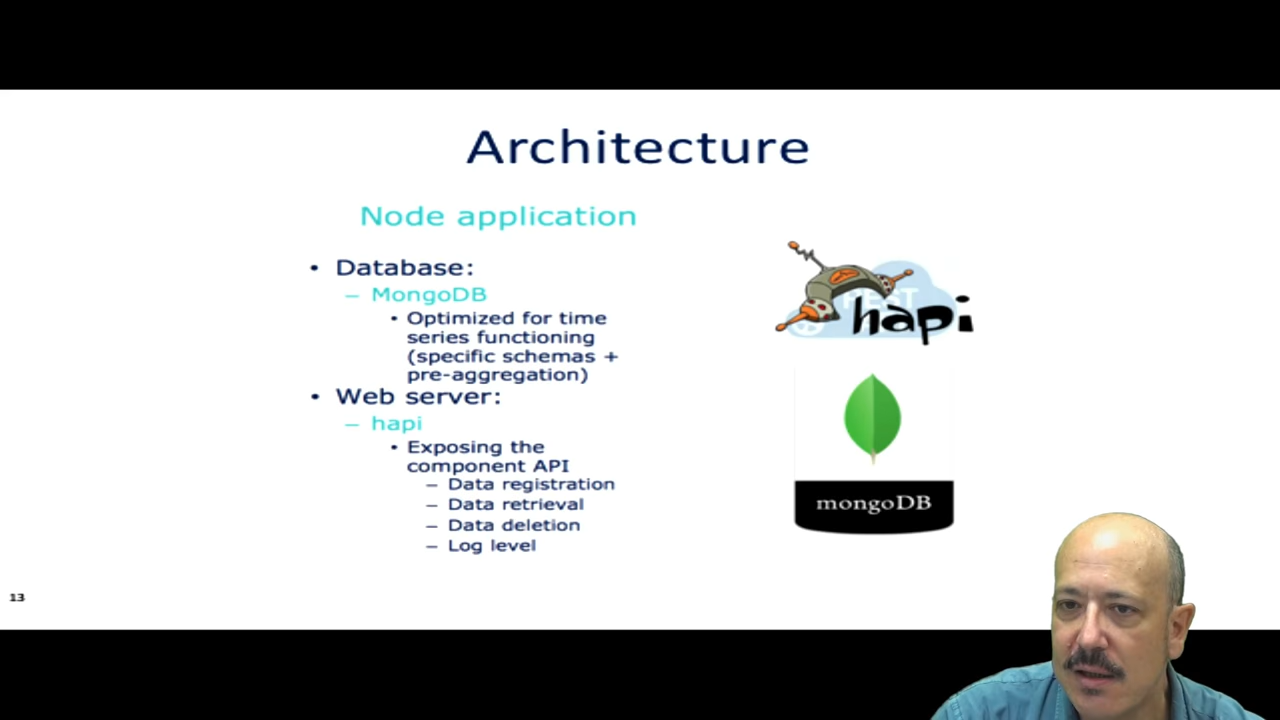 Architecture
Node application
• Database:
– MongoDB
• Optimized for time
series functioning
(specific schemas +
pre-aggregation)
• Web server:
– hapi
• Exposing the
component API
– Data registration
– Data retrieval
– Data deletion
– Log level
REST
hapi
mongoDB
13